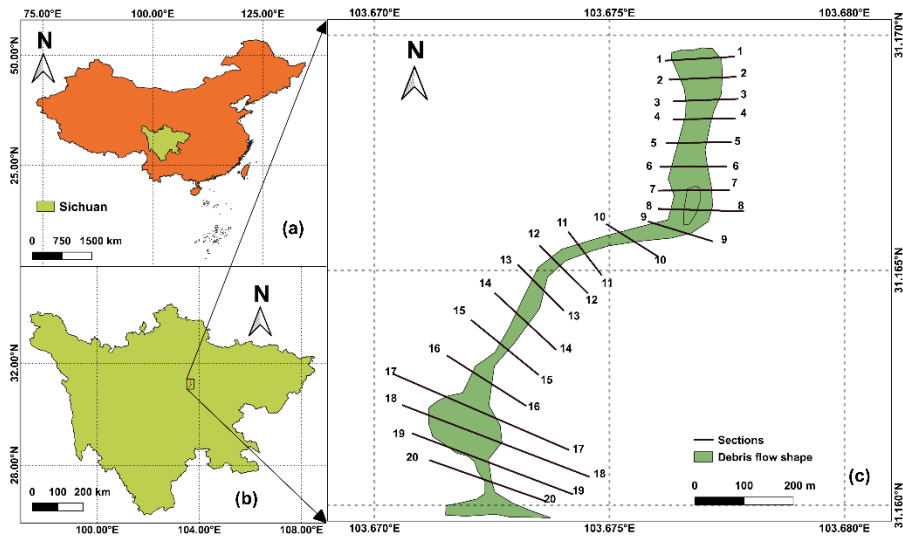 75.00°E 100.00°E 125.00°E
50.00°N
25.00°N
N
Sichuan
0 750 1500 km
(a)
32.00°N
28.00°N
N
0 100 200 km
(b)
100.00°E 104.00°E 108.00°E
103.670°E 103.675°E 103.680°E
31.170°N
31.165°N
31.160°N
N
1 1
2 2
3 3
4 4
5 5
6 6
7 7
8 8
9 9
10 10
11 11
12 12
13 13
14 14
15 15
16 16
17 17
18 18
19 19
20 20
Sections
Debris flow shape
(c)
0 100 200 m
103.670°E 103.675°E 103.680°E